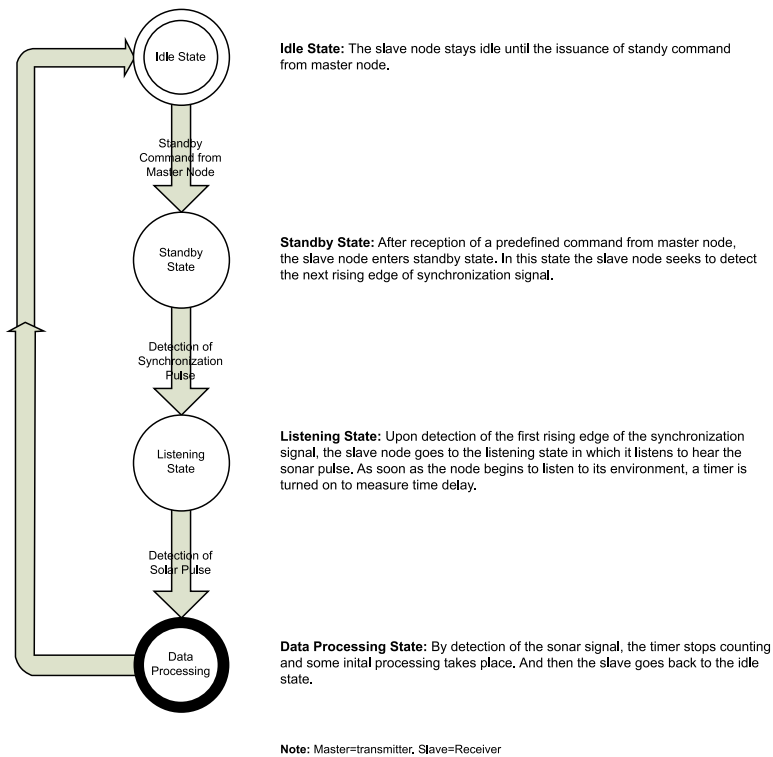 Idle State
Idle State: The slave node stays idle until the issuance of standy command
from master node.
Standby
Command from
Master Node
Standby
State
Standby State: After reception of a predefined command from master node,
the slave node enters standby state. In this state the slave node seeks to detect
the next rising edge of synchronization signal.
Detection of
Synchronization
Pulse
Listening
State
Listening State: Upon detection of the first rising edge of the synchronization
signal, the slave node goes to the listening state in which it listens to hear the
sonar pulse. As soon as the node begins to listen to its environment, a timer is
turned on to measure time delay.
Detection of
Solar Pulse
Data
Processing
Data Processing State: By detection of the sonar signal, the timer stops counting
and some inital processing takes place. And then the slave goes back to the idle
state.
Note: Master=transmitter. Slave=Receiver